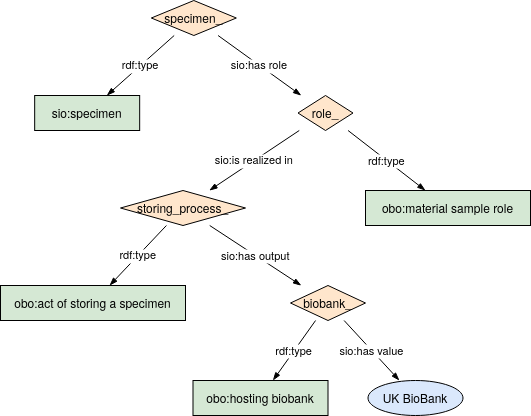 specimen_
rdf:type
sio:has role
sio:specimen
role_
sio:is realized in
rdf:type
storing_process_
obo:material sample role
rdf:type
sio:has output
obo:act of storing a specimen
biobank_
rdf:type
sio:has value
obo:hosting biobank
UK BioBank